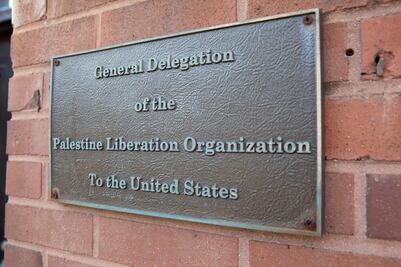 General Delegation
of the
Palestine Liberation Organization
To the United States